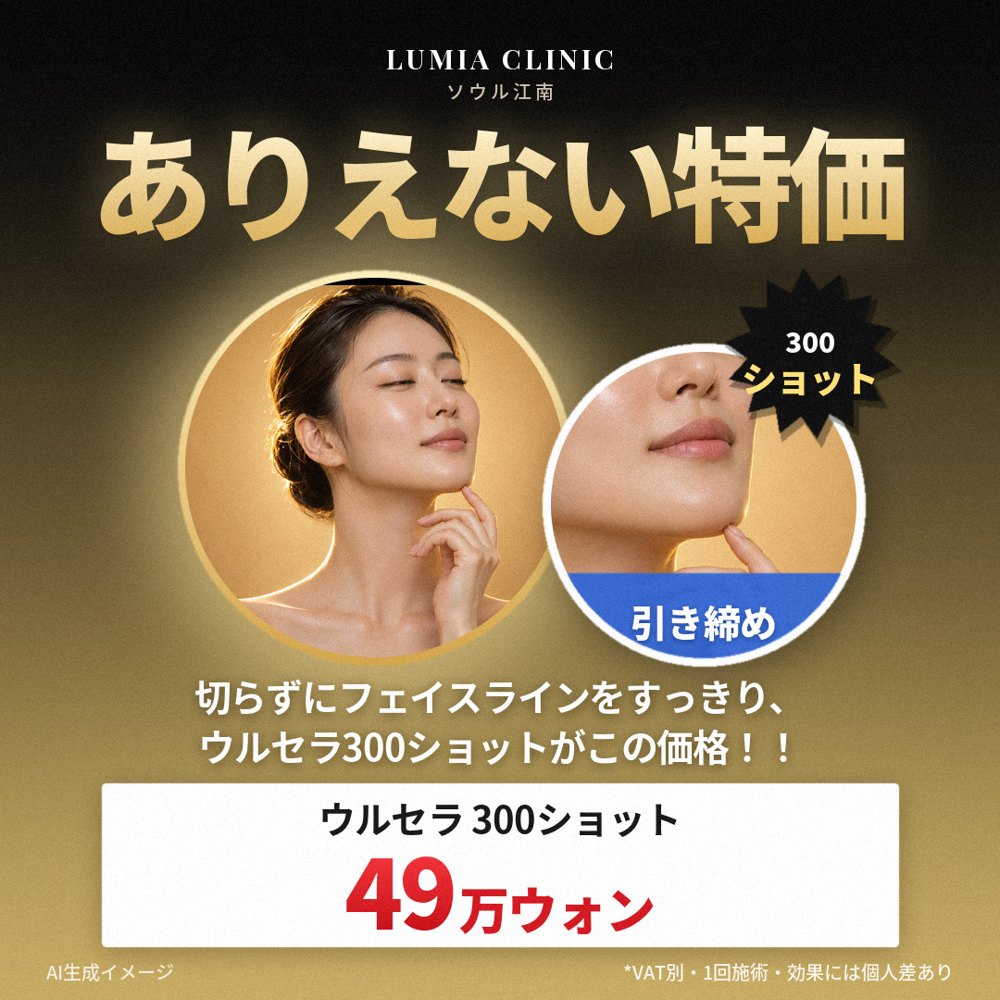 LUMIA CLINIC
ソウル江南
ありえない特価
300
ショット
引き締め
切らずにフェイスラインをすっきり、
ウルセラ300ショットがこの価格！！
ウルセラ 300ショット
49万ウォン
AI生成イメージ
*VAT別・1回施術・効果には個人差あり